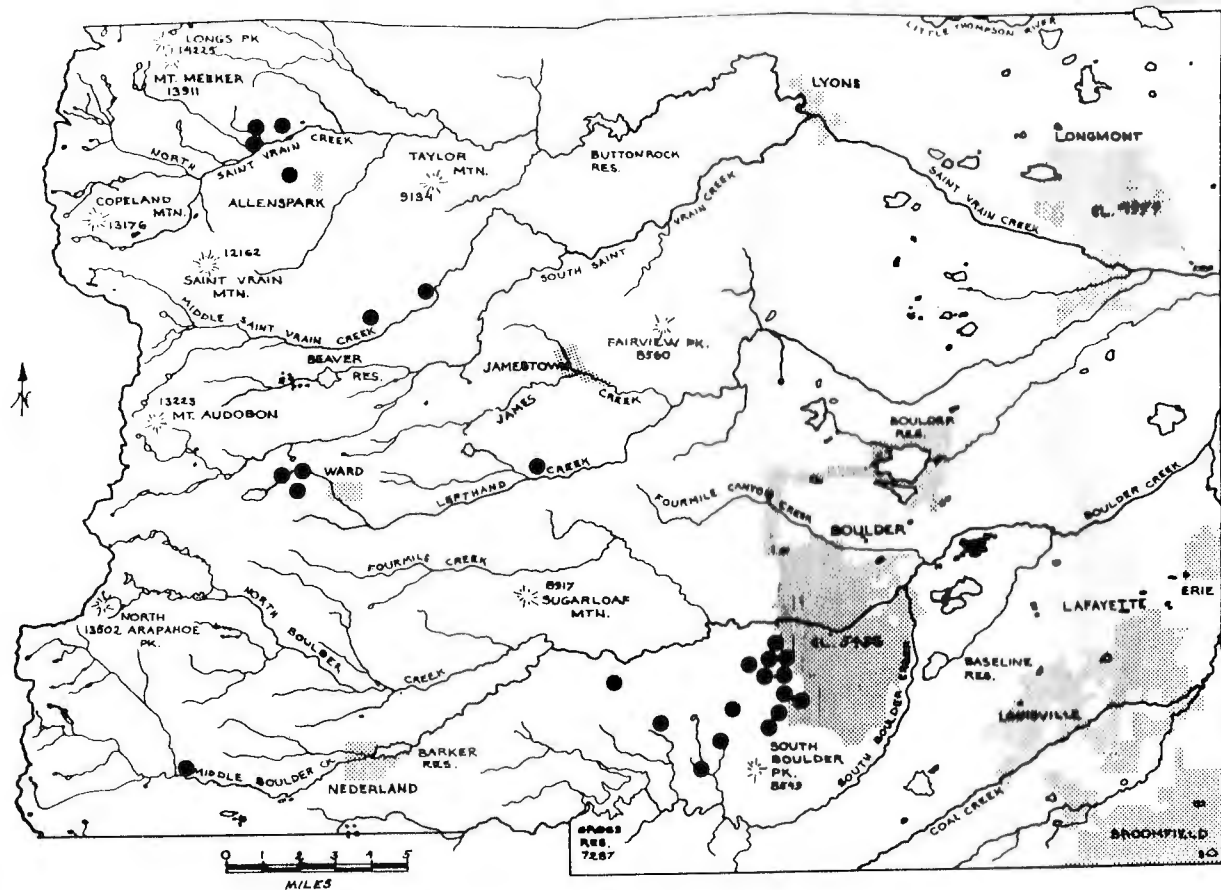 LITTLE THOMPSON RIVER
LONGS PK
14225
MT. MEEKER
13911
LYONS
LONGMONT
NORTH
SAINT VRAIN CREEK
TAYLOR
MTN.
9134
BUTTONROCK
RES.
COPELAND
MTN.
13176
ALLENSPARK
SOUTH SAINT
VRAIN CREEK
SAINT VRAIN CREEK
12162
SAINT VRAIN
MTN.
MIDDLE SAINT VRAIN CREEK
FAIRVIEW PK.
8560
BEAVER
RES.
JAMESTOWN
JAMES
CREEK
13223
MT. AUDOBON
BOULDER
RES.
WARD
LEFTHAND
CREEK
FOURMILE CANYON
CREEK
BOULDER
BOULDER CREEK
FOURMILE CREEK
8917
SUGARLOAF
MTN.
LAFAYETTE
ERIE
NORTH
13502 ARAPAHOE
PK.
NORTH
BOULDER
CREEK
EL. 5435
BASELINE
RES.
LOUISVILLE
SOUTH BOULDER CREEK
BARKER
RES.
MIDDLE BOULDER CK
NEDERLAND
SOUTH
BOULDER
PK.
8549
COAL CREEK
RES.
7287
BROOMFIELD
N
0 1 2 3 4 5
MILES